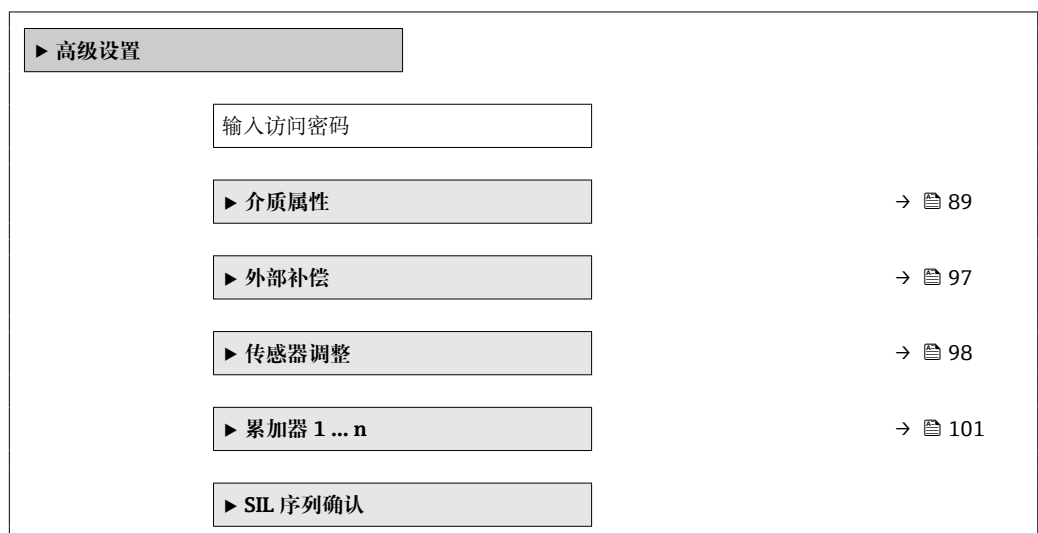 ▶ 高级设置
输入访问密码
▶ 介质属性 → 89
▶ 外部补偿 → 97
▶ 传感器调整 → 98
▶ 累加器 1 ... n → 101
▶ SIL 序列确认